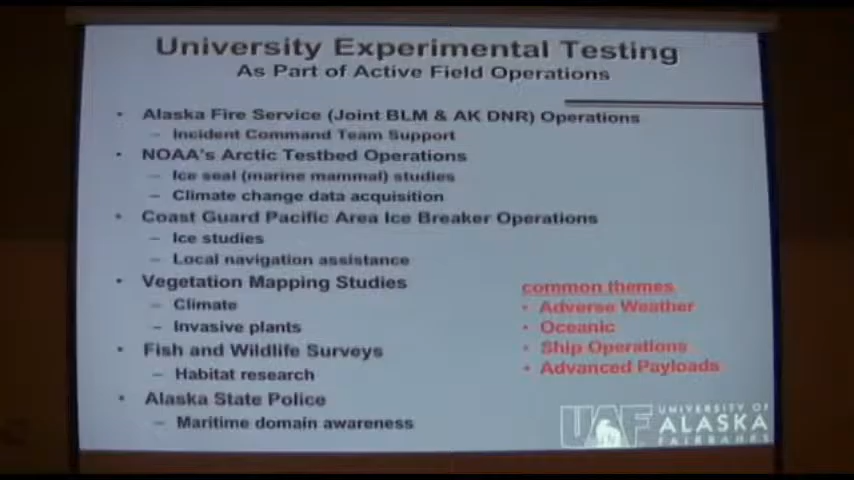 University Experimental Testing
As Part of Active Field Operations
• Alaska Fire Service (Joint BLM & AK DNR) Operations
– Incident Command Team Support
• NOAA's Arctic Testbed Operations
– Ice seal (marine mammal) studies
– Climate change data acquisition
• Coast Guard Pacific Area Ice Breaker Operations
– Ice studies
– Local navigation assistance
• Vegetation Mapping Studies
– Climate
– Invasive plants
• Fish and Wildlife Surveys
– Habitat research
• Alaska State Police
– Maritime domain awareness
common themes
• Adverse Weather
• Oceanic
• Ship Operations
• Advanced Payloads
UAF
UNIVERSITY OF
ALASKA
FAIRBANKS